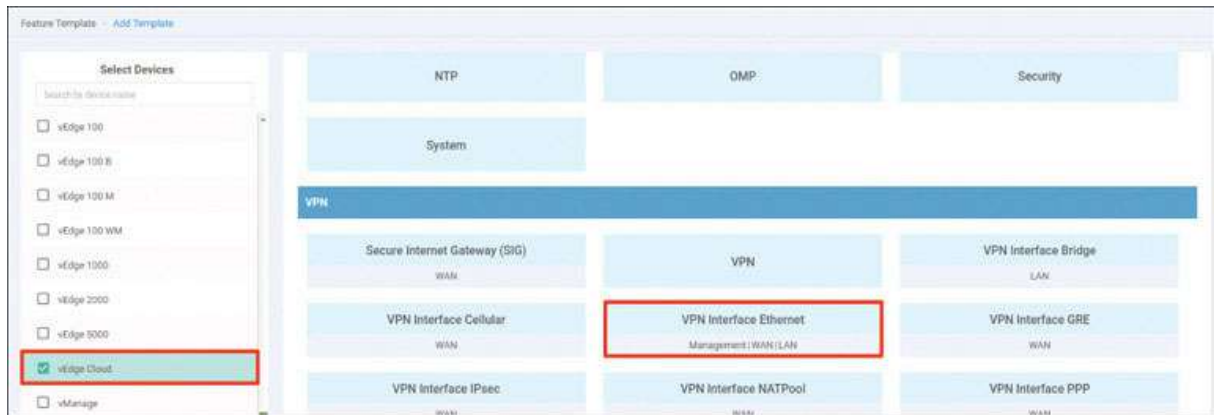 Feature Template Add Template
Select Devices
Search by device name
vEdge 100
vEdge 100 B
vEdge 100 M
vEdge 100 WM
vEdge 1000
vEdge 2000
vEdge 5000
vEdge Cloud
vManage
NTP
OMP
Security
System
VPN
Secure Internet Gateway (SIG)
WAN
VPN
VPN Interface Bridge
LAN
VPN Interface Cellular
WAN
VPN Interface Ethernet
Management | WAN | LAN
VPN Interface GRE
WAN
VPN Interface IPsec
WAN
VPN Interface NATPool
WAN
VPN Interface PPP
WAN